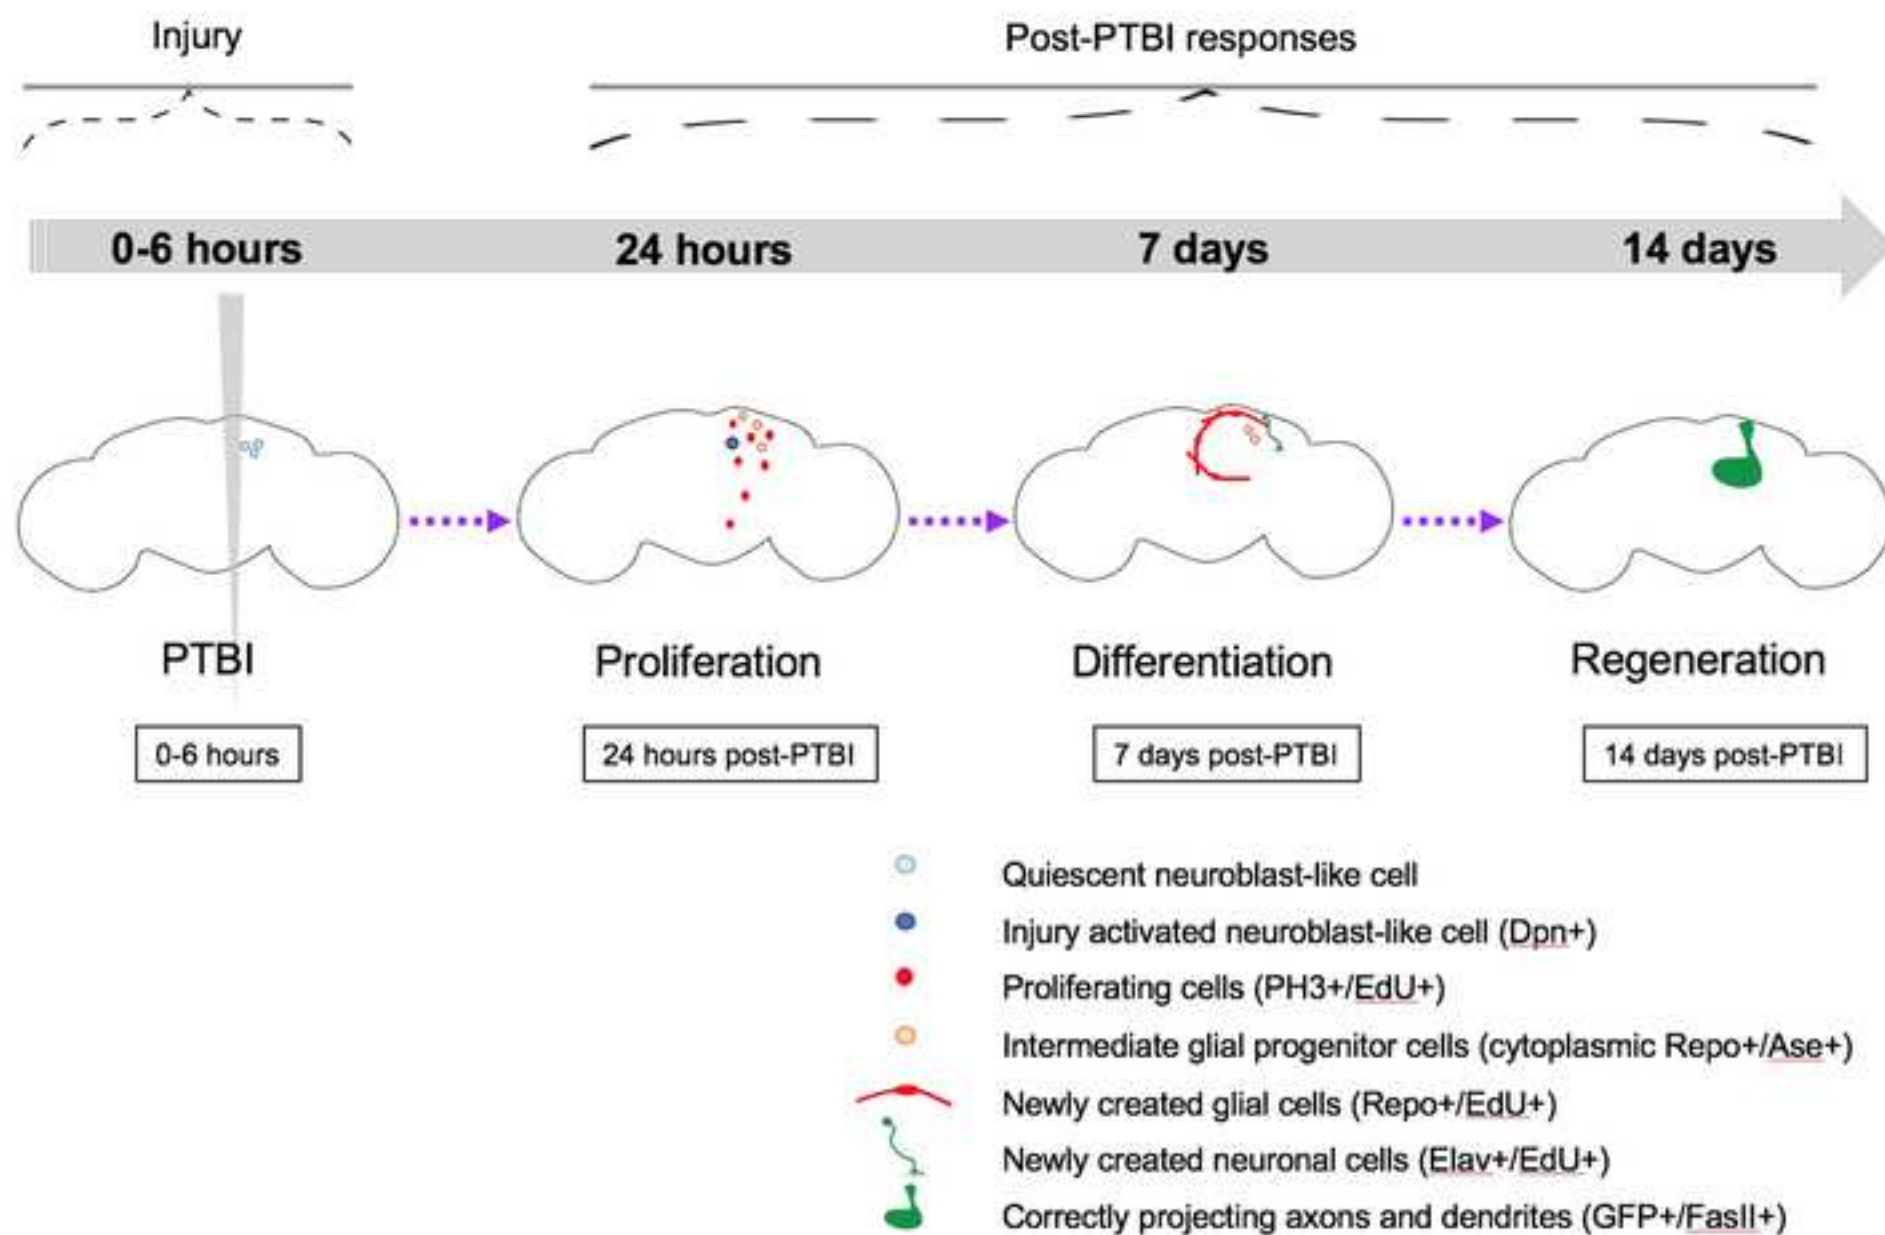 Injury
Post-PTBI responses
0-6 hours
24 hours
7 days
14 days
PTBI
Proliferation
Differentiation
Regeneration
0-6 hours
24 hours post-PTBI
7 days post-PTBI
14 days post-PTBI
Quiescent neuroblast-like cell
Injury activated neuroblast-like cell (Dpn+)
Proliferating cells (PH3+/EdU+)
Intermediate glial progenitor cells (cytoplasmic Repo+/Ase+)
Newly created glial cells (Repo+/EdU+)
Newly created neuronal cells (Elav+/EdU+)
Correctly projecting axons and dendrites (GFP+/FasII+)